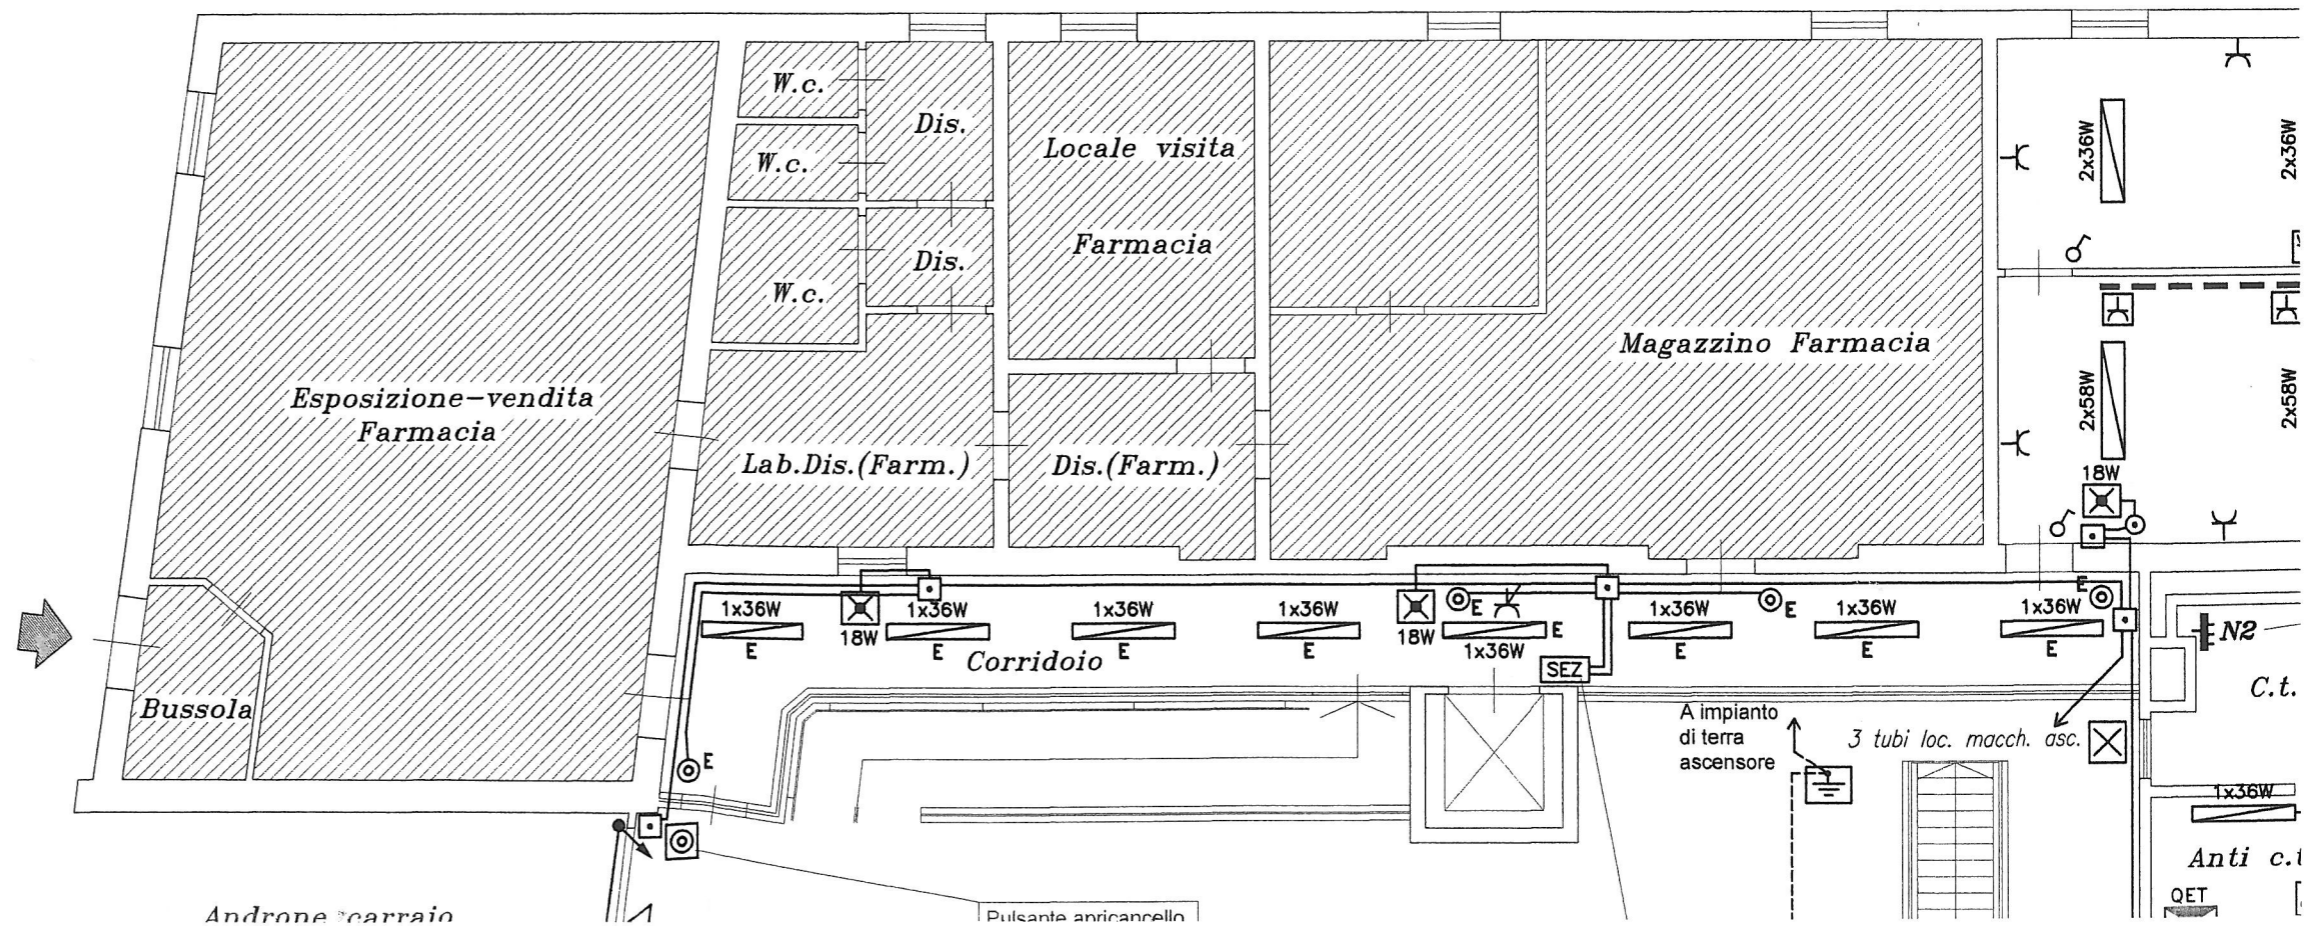 W.c.
Dis.
Locale visita
W.c.
Farmacia
Dis.
W.c.
Magazzino Farmacia
Esposizione-vendita
Farmacia
Lab.Dis.(Farm.)
Dis.(Farm.)
2x36W
2x36W
2x58W
2x58W
18W
E
1x36W
1x36W
1x36W
1x36W
E
E
1x36W
1x36W
1x36W
18W
18W
E
1x36W
E
E
E
E
E
E
E
Corridoio
SEZ
N2
Bussola
C.t.
A impianto
di terra
ascensore
3 tubi loc. macch. asc.
E
1x36W
Anti c.t
QET
Androne carraio
Pulsante apricancello